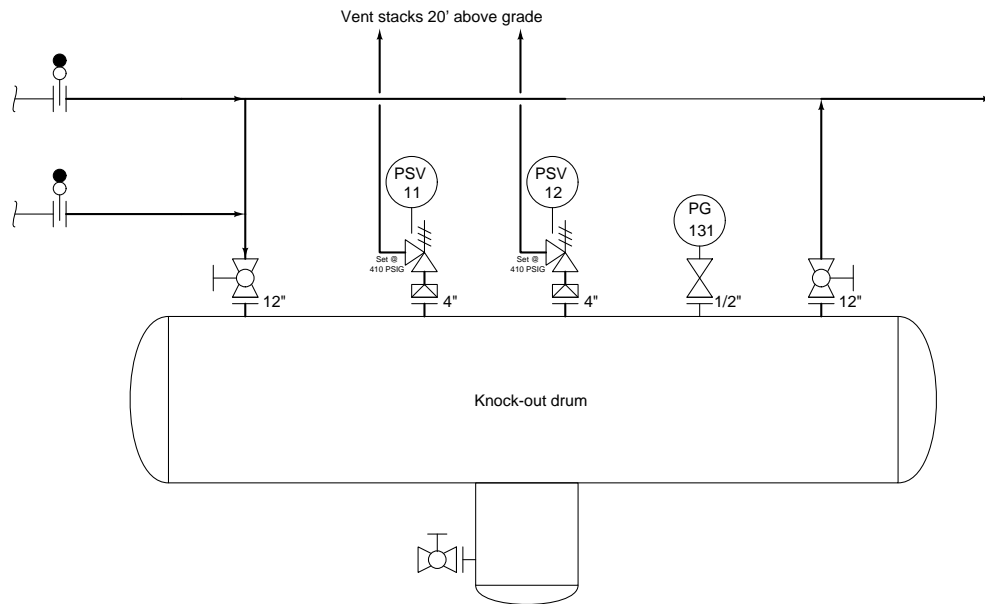 Vent stacks 20' above grade
PSV
11
PSV
12
PG
131
Set @
410 PSIG
Set @
410 PSIG
12"
4"
4"
1/2"
12"
Knock-out drum